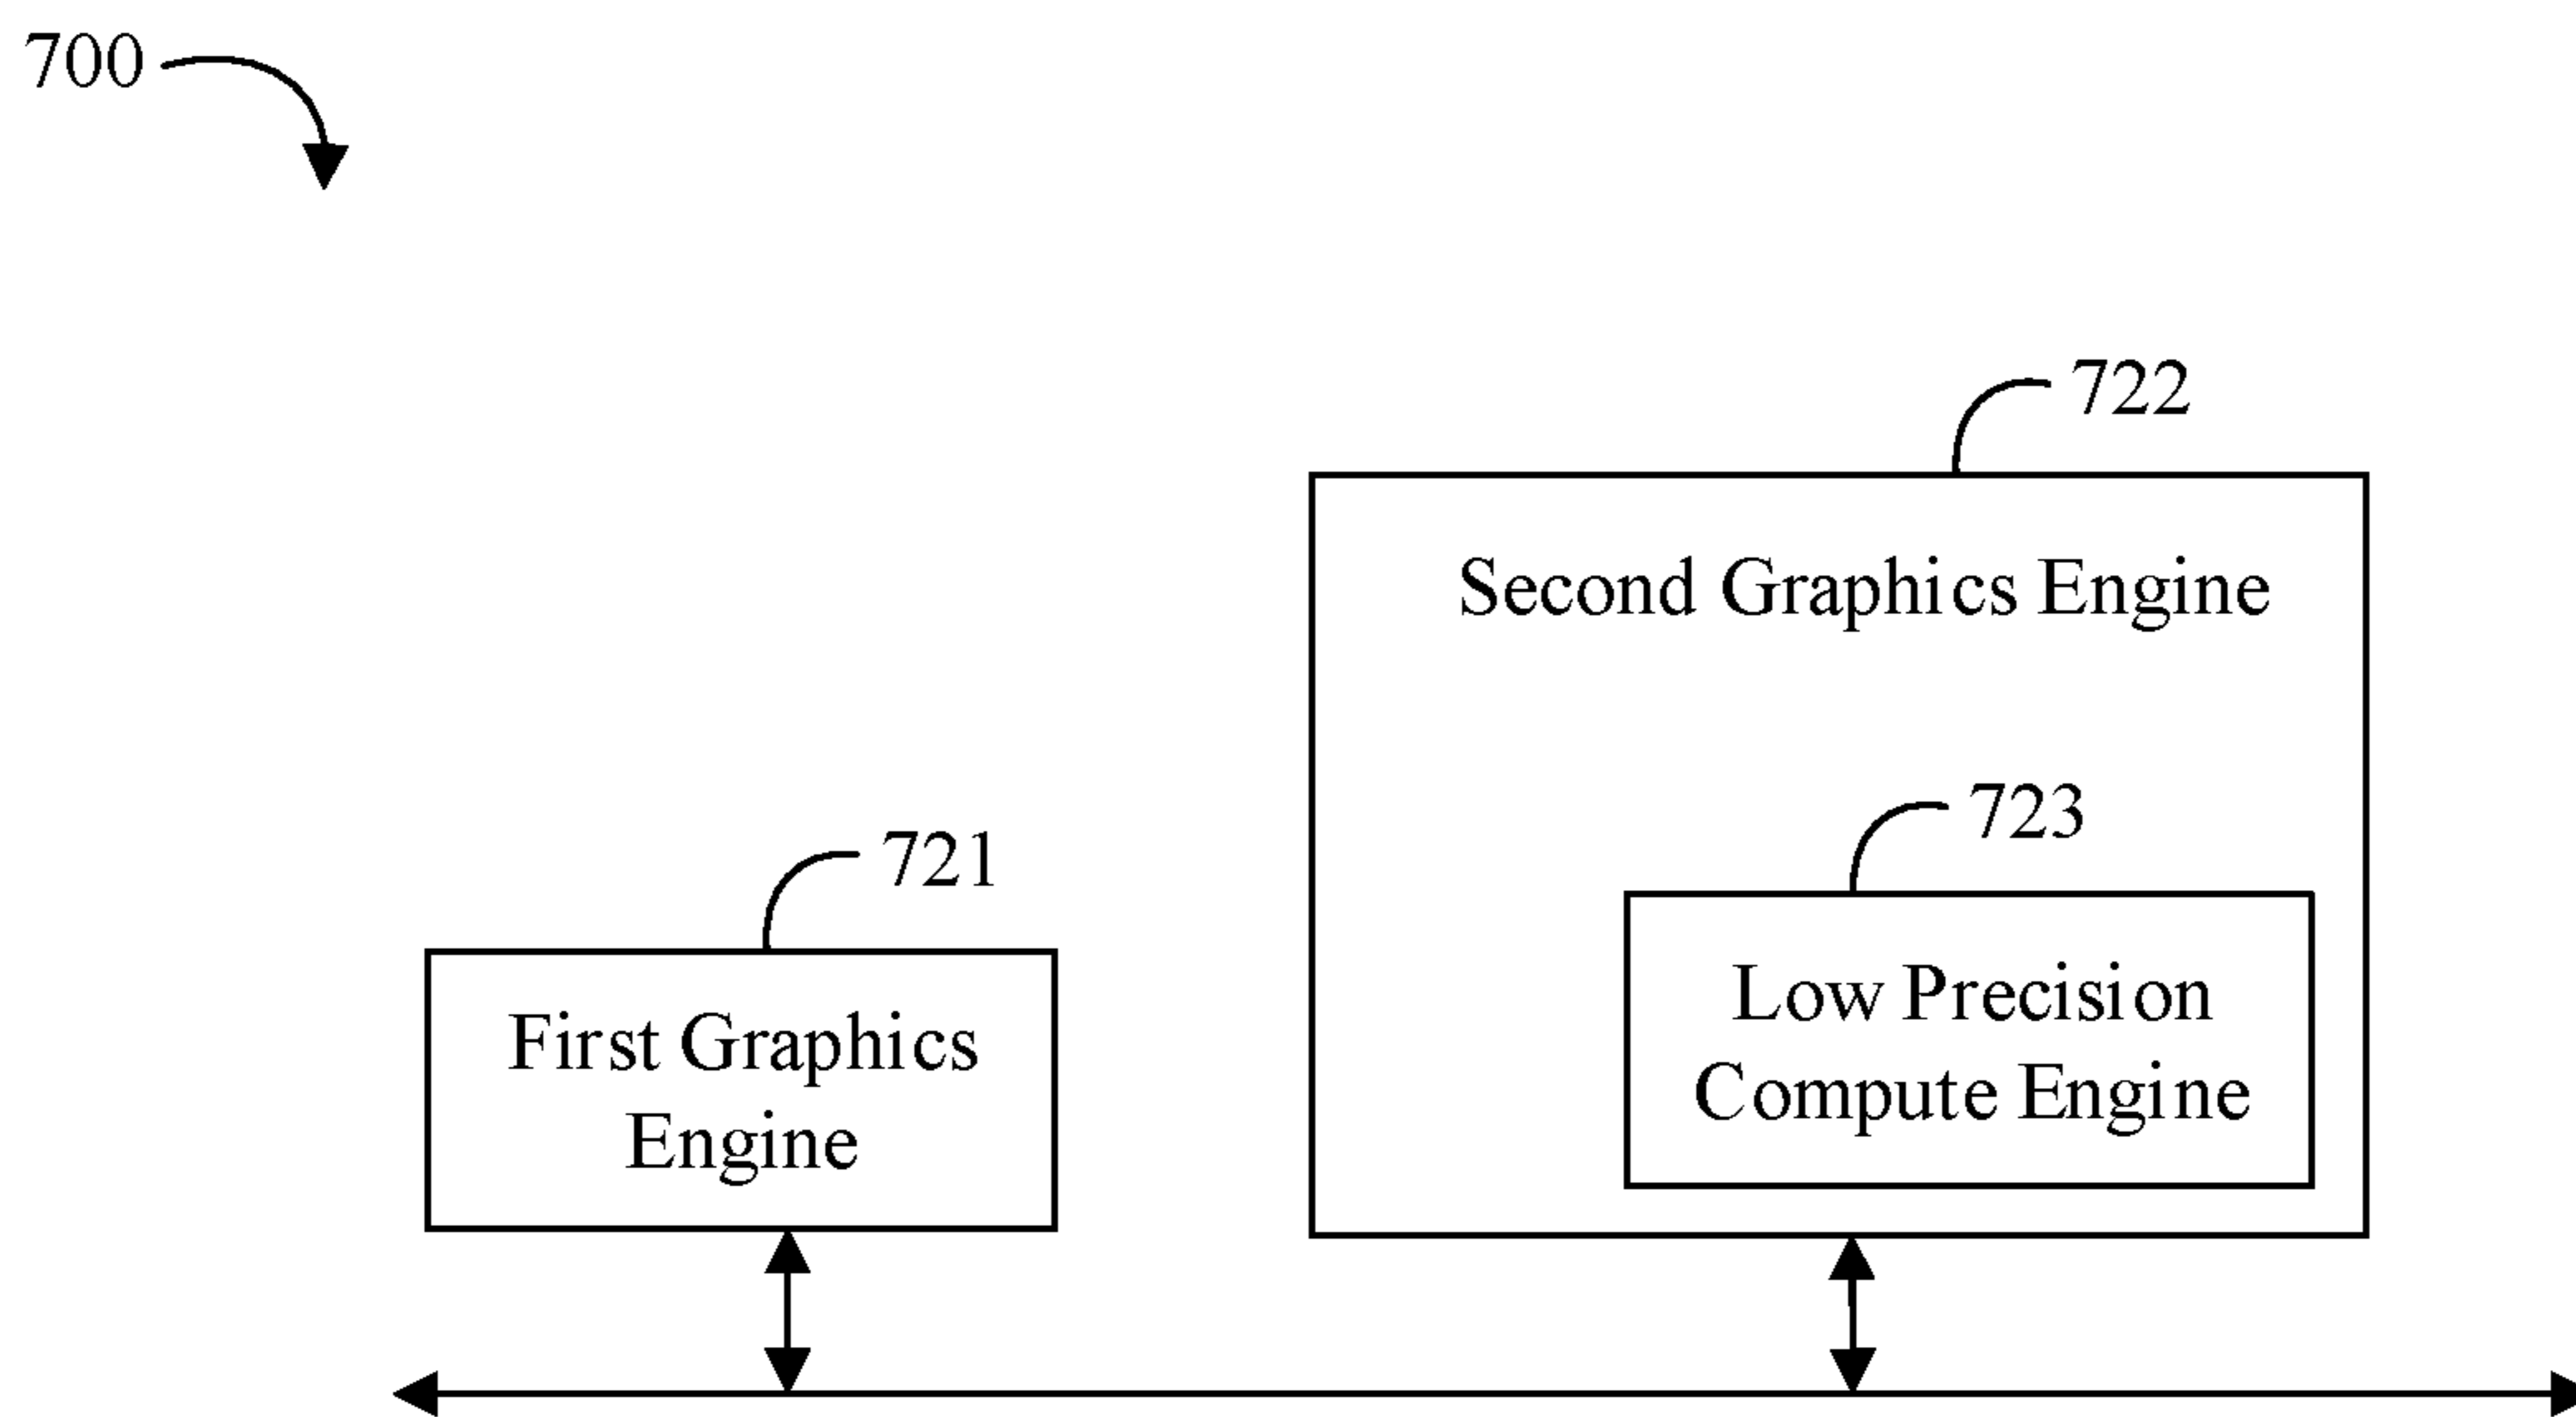 700
722
Second Graphics Engine
723
721
Low Precision
Compute Engine
First Graphics
Engine